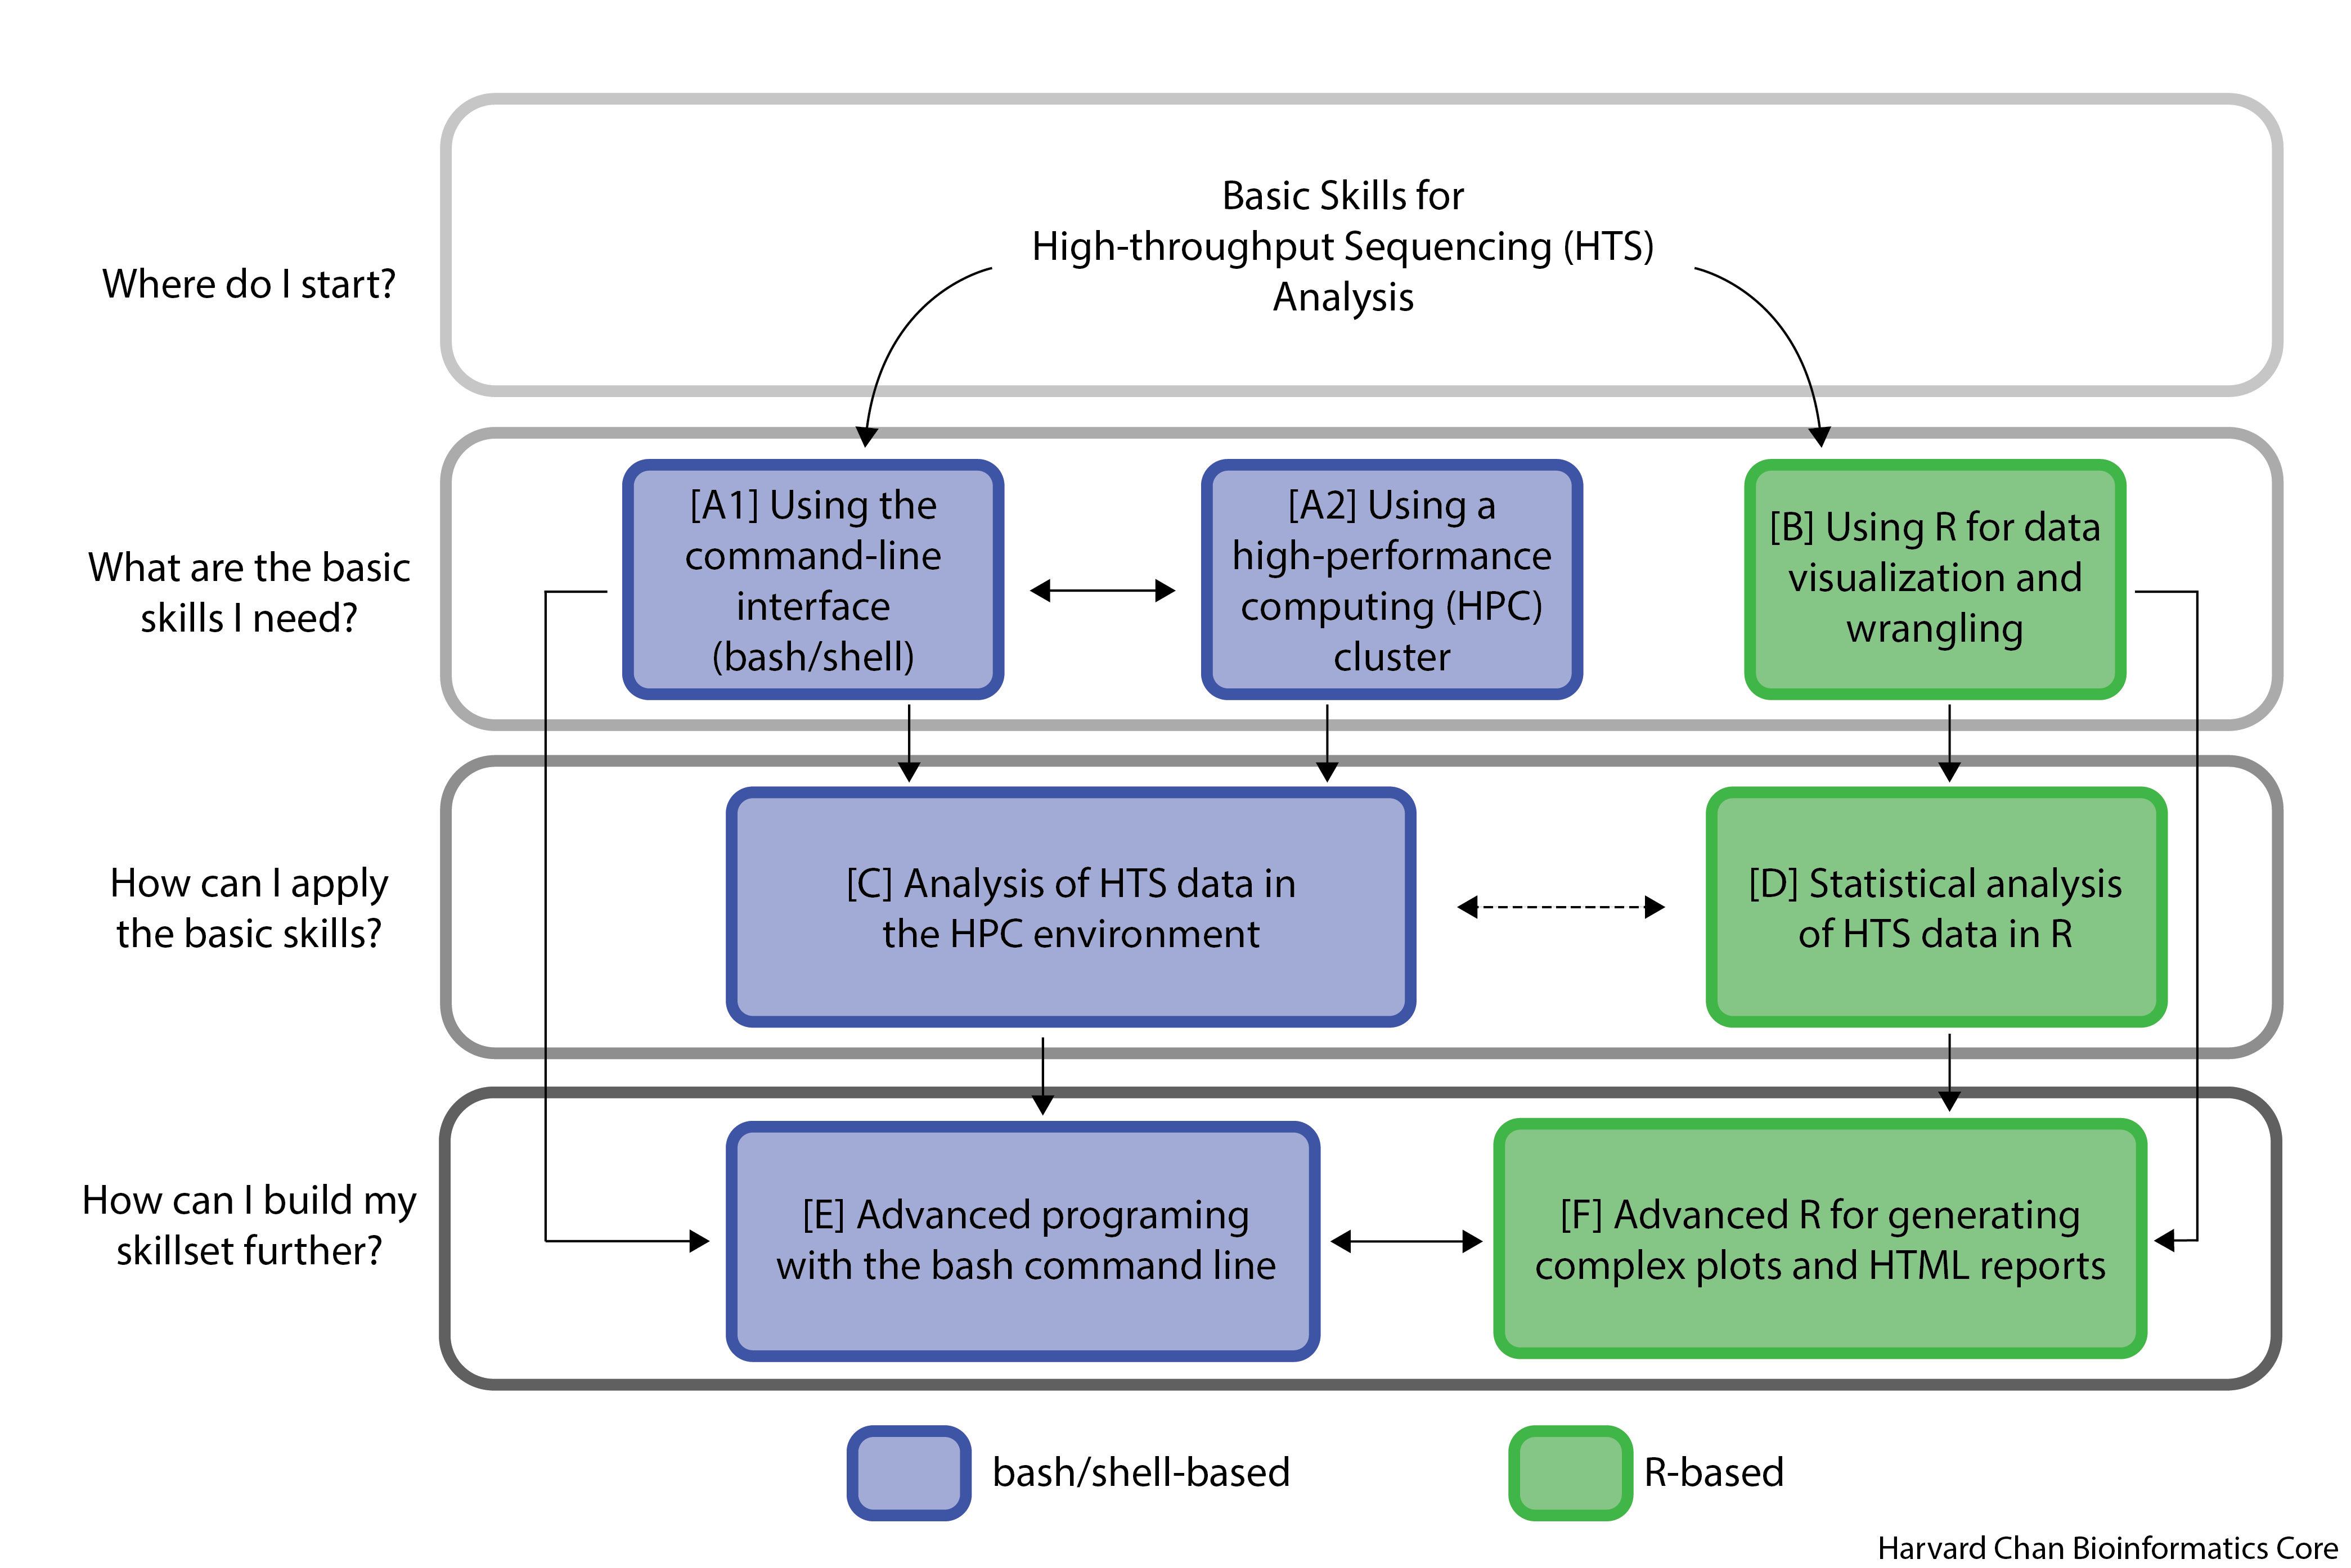 Where do I start?
Basic Skills for
High-throughput Sequencing (HTS)
Analysis
What are the basic
skills I need?
[A1] Using the
command-line
interface
(bash/shell)
[A2] Using a
high-performance
computing (HPC)
cluster
[B] Using R for data
visualization and
wrangling
How can I apply
the basic skills?
[C] Analysis of HTS data in
the HPC environment
[D] Statistical analysis
of HTS data in R
How can I build my
skillset further?
[E] Advanced programing
with the bash command line
[F] Advanced R for generating
complex plots and HTML reports
bash/shell-based
R-based
Harvard Chan Bioinformatics Core